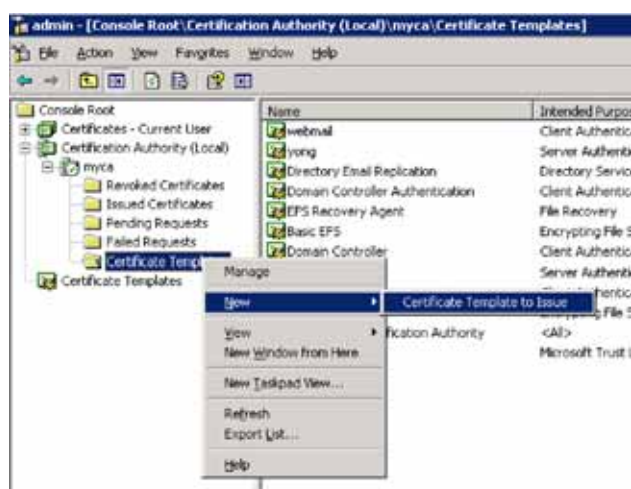 admin - [Console Root\Certification Authority (Local)\myca\Certificate Templates]
File Action View Favorites Window Help
Console Root
Certificates - Current User
Certification Authority (Local)
myca
Revoked Certificates
Issued Certificates
Pending Requests
Failed Requests
Certificate Templ
Certificate Templates
Name Intended Purpos
webmail Client Authentic
yong Server Authenti
Directory Email Replication Directory Servic
Domain Controller Authentication Client Authentic
EFS Recovery Agent File Recovery
Basic EFS Encrypting File S
Domain Controller Client Authentic
Server Authenti
File S
fication Authority <All>
Microsoft Trust L
Manage
New
View
New Window from Here
New Taskpad View...
Refresh
Export List...
Help
Certificate Template to Issue